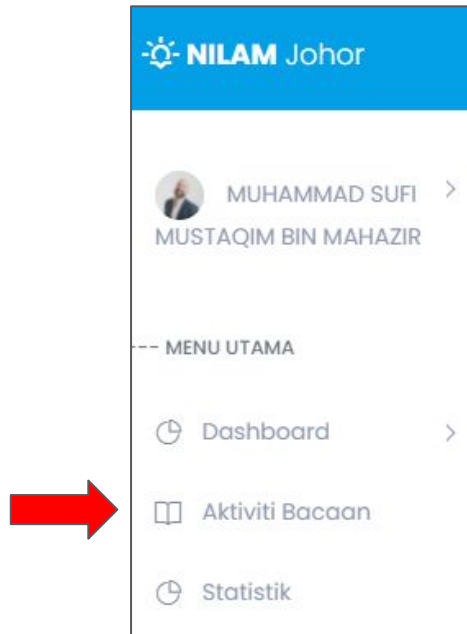 NILAM Johor
MUHAMMAD SUFI
MUSTAQIM BIN MAHAZIR
--- MENU UTAMA
Dashboard
Aktiviti Bacaan
Statistik